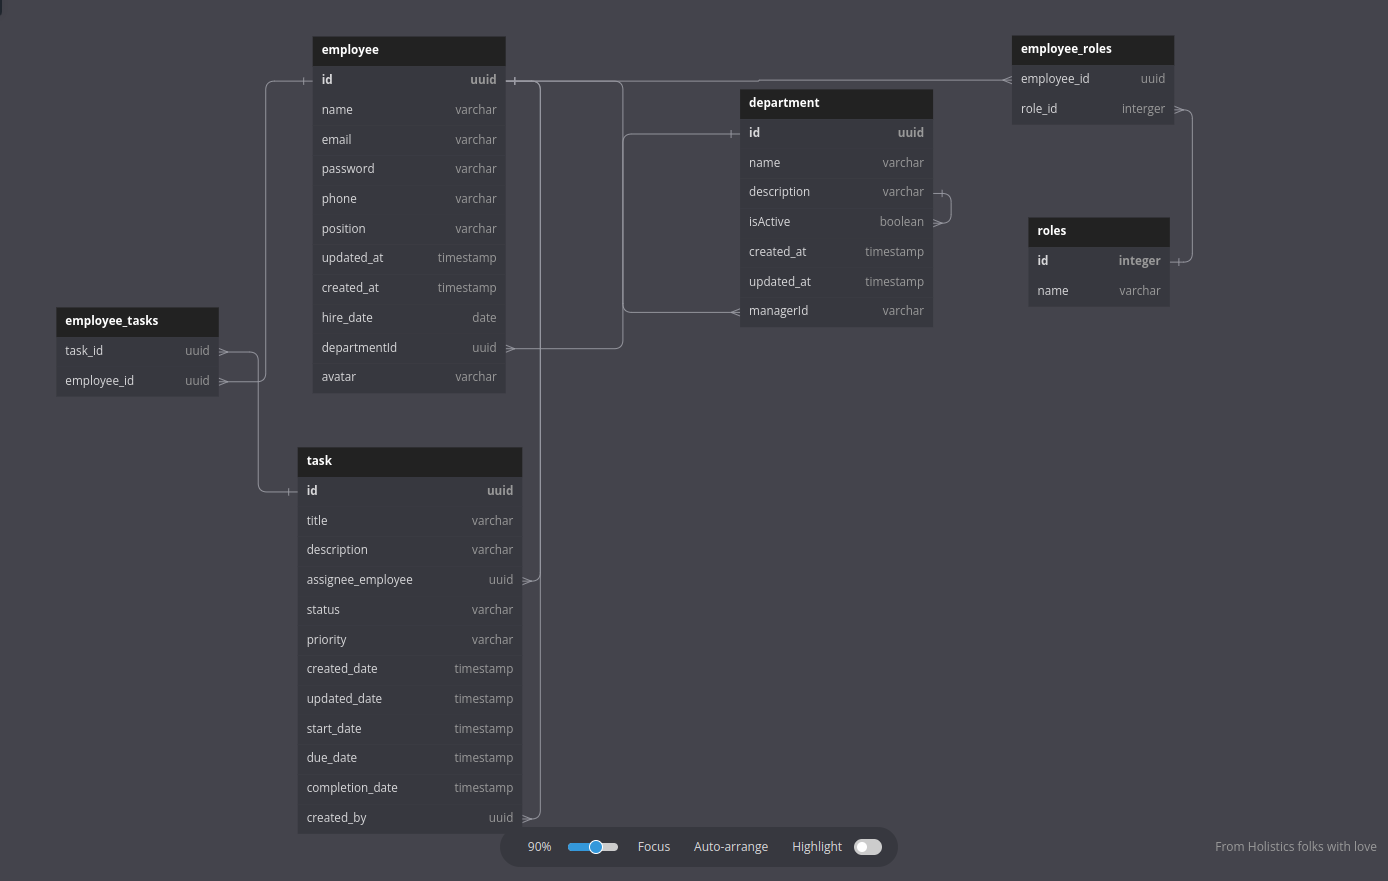 employee
id uuid
name varchar
email varchar
password varchar
phone varchar
position varchar
updated_at timestamp
created_at timestamp
hire_date date
departmentId uuid
avatar varchar
department
id uuid
name varchar
description varchar
isActive boolean
created_at timestamp
updated_at timestamp
managerId varchar
employee_roles
employee_id uuid
role_id interger
roles
id integer
name varchar
employee_tasks
task_id uuid
employee_id uuid
task
id uuid
title varchar
description varchar
assignee_employee uuid
status varchar
priority varchar
created_date timestamp
updated_date timestamp
start_date timestamp
due_date timestamp
completion_date timestamp
created_by uuid
90% Focus Auto-arrange Highlight
From Holistics folks with love